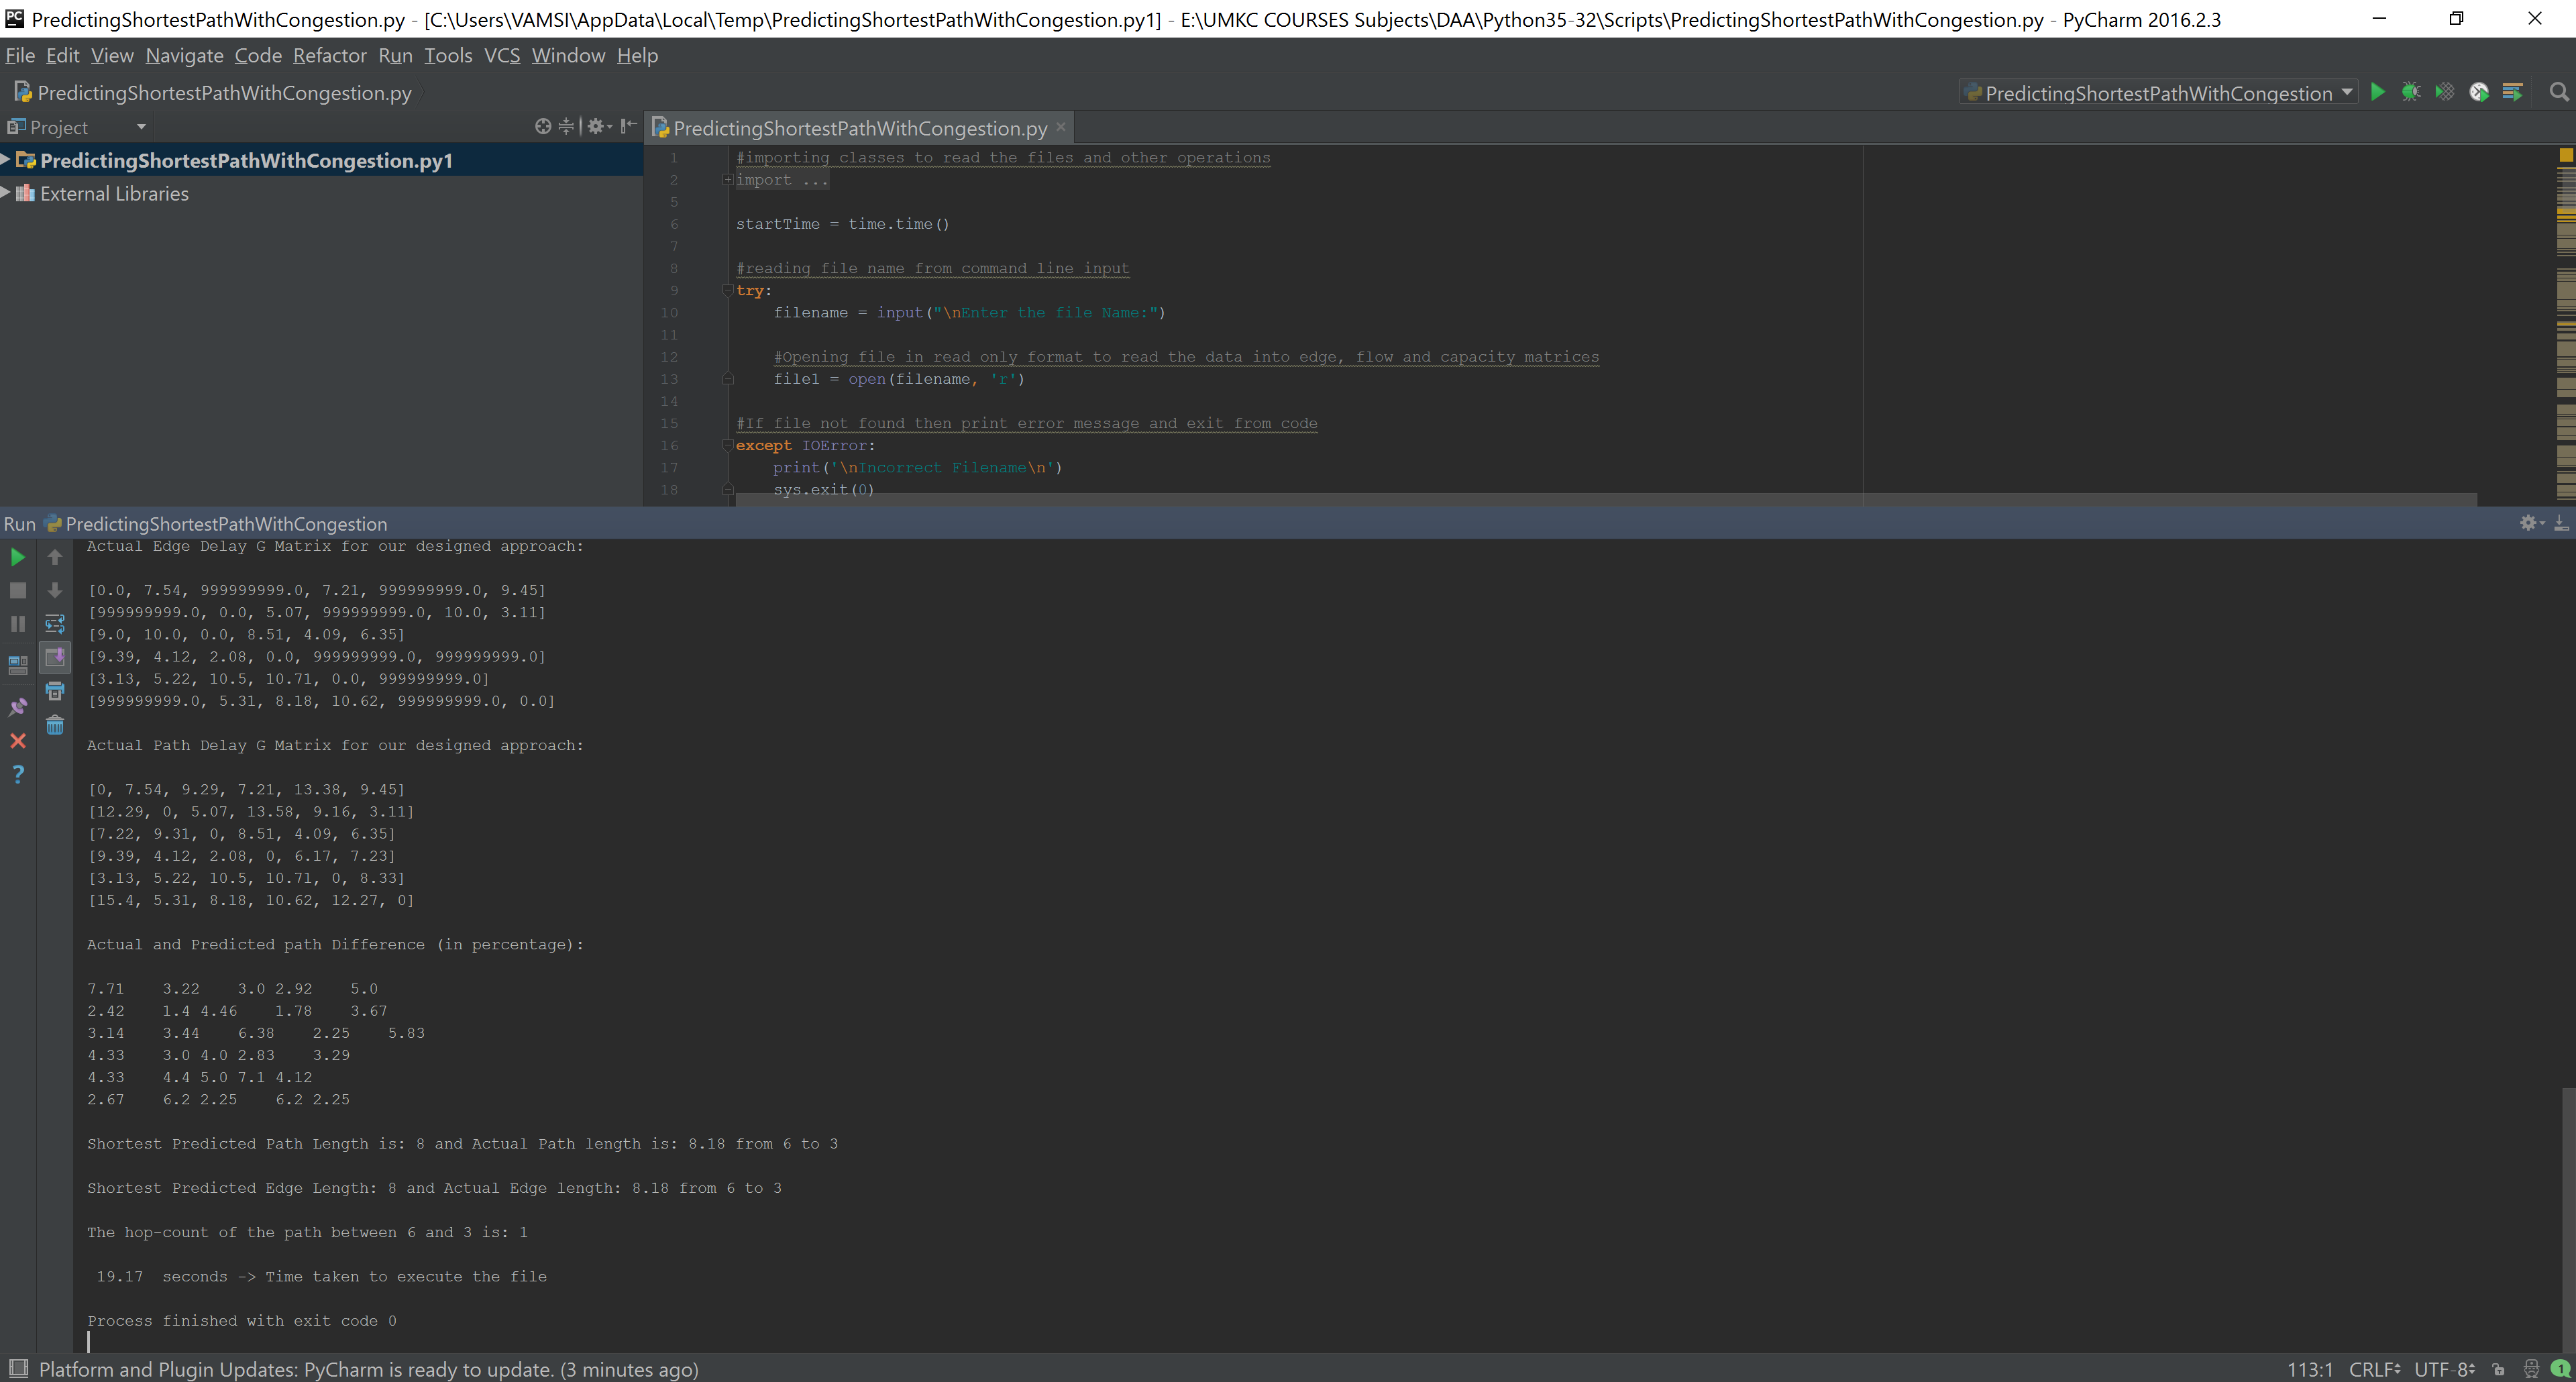 PredictingShortestPathWithCongestion.py - [C:\Users\VAMSI\AppData\Local\Temp\PredictingShortestPathWithCongestion.py1] - E:\UMKC COURSES Subjects\DAA\Python35-32\Scripts\PredictingShortestPathWithCongestion.py - PyCharm 2016.2.3
File Edit View Navigate Code Refactor Run Tools VCS Window Help
PredictingShortestPathWithCongestion.py
PredictingShortestPathWithCongestion
Project
PredictingShortestPathWithCongestion.py
PredictingShortestPathWithCongestion.py1
External Libraries
1 #importing classes to read the files and other operations
2 import ...
5
6 startTime = time.time()
7
8 #reading file name from command line input
9 try:
10 filename = input("\nEnter the file Name:")
11
12 #Opening file in read only format to read the data into edge, flow and capacity matrices
13 file1 = open(filename, 'r')
14
15 #If file not found then print error message and exit from code
16 except IOError:
17 print('\nIncorrect Filename\n')
18 sys.exit(0)
Run PredictingShortestPathWithCongestion
Actual Edge Delay G Matrix for our designed approach:
[0.0, 7.54, 999999999.0, 7.21, 999999999.0, 9.45]
[999999999.0, 0.0, 5.07, 999999999.0, 10.0, 3.11]
[9.0, 10.0, 0.0, 8.51, 4.09, 6.35]
[9.39, 4.12, 2.08, 0.0, 999999999.0, 999999999.0]
[3.13, 5.22, 10.5, 10.71, 0.0, 999999999.0]
[999999999.0, 5.31, 8.18, 10.62, 999999999.0, 0.0]
Actual Path Delay G Matrix for our designed approach:
[0, 7.54, 9.29, 7.21, 13.38, 9.45]
[12.29, 0, 5.07, 13.58, 9.16, 3.11]
[7.22, 9.31, 0, 8.51, 4.09, 6.35]
[9.39, 4.12, 2.08, 0, 6.17, 7.23]
[3.13, 5.22, 10.5, 10.71, 0, 8.33]
[15.4, 5.31, 8.18, 10.62, 12.27, 0]
Actual and Predicted path Difference (in percentage):
7.71 3.22 3.0 2.92 5.0
2.42 1.4 4.46 1.78 3.67
3.14 3.44 6.38 2.25 5.83
4.33 3.0 4.0 2.83 3.29
4.33 4.4 5.0 7.1 4.12
2.67 6.2 2.25 6.2 2.25
Shortest Predicted Path Length is: 8 and Actual Path length is: 8.18 from 6 to 3
Shortest Predicted Edge Length: 8 and Actual Edge length: 8.18 from 6 to 3
The hop-count of the path between 6 and 3 is: 1
19.17 seconds -> Time taken to execute the file
Process finished with exit code 0
Platform and Plugin Updates: PyCharm is ready to update. (3 minutes ago)
113:1 CRLF UTF-8 1